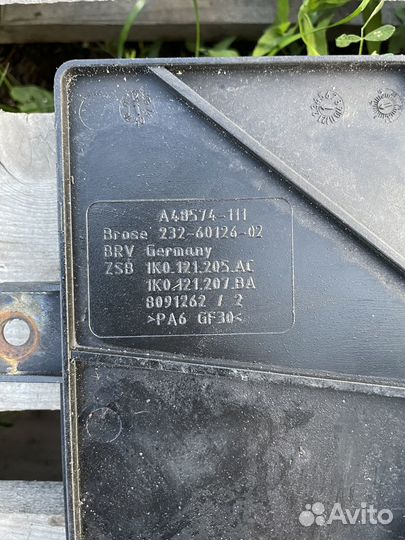 A48574-111
Brose 232-60126-02
BRV Germany
ZSB 1K0.121.205.AC
1K0.121.207.BA
8091262 / 2
>PA6 GF30<
Avito